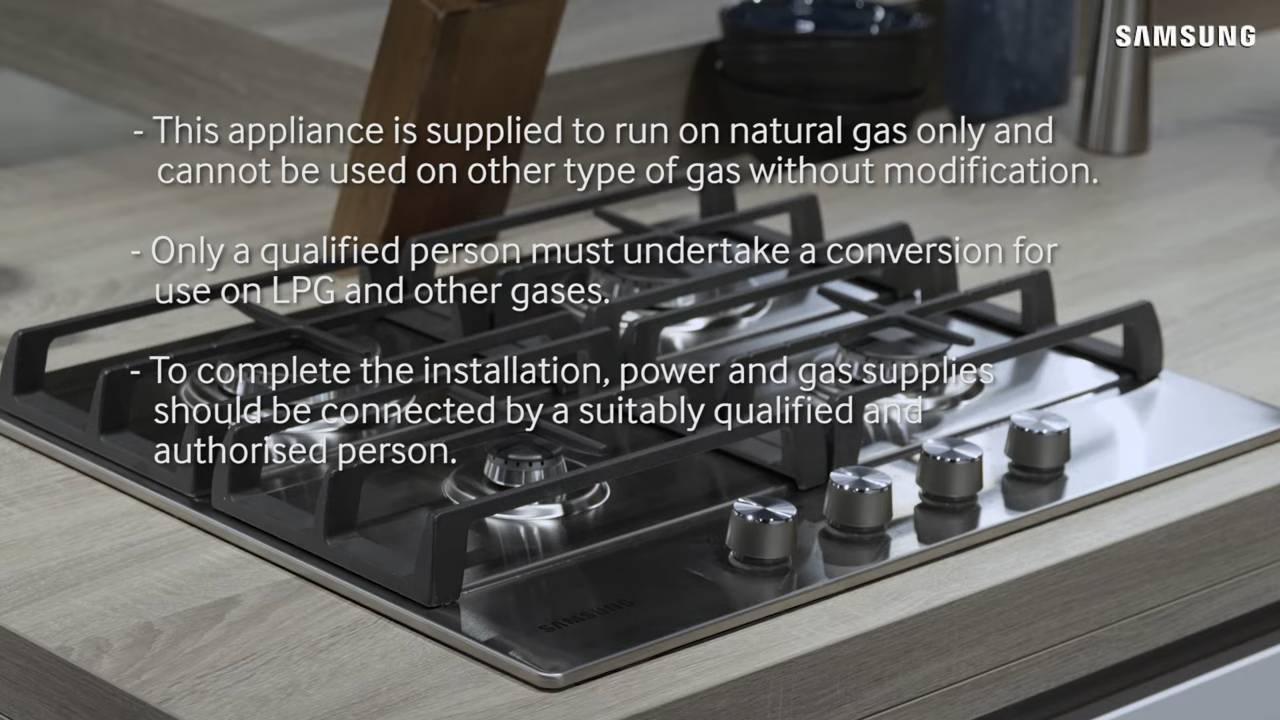 SAMSUNG
- This appliance is supplied to run on natural gas only and
cannot be used on other type of gas without modification.
- Only a qualified person must undertake a conversion for
use on LPG and other gases.
- To complete the installation, power and gas supplies
should be connected by a suitably qualified and
authorised person.
SAMSUNG